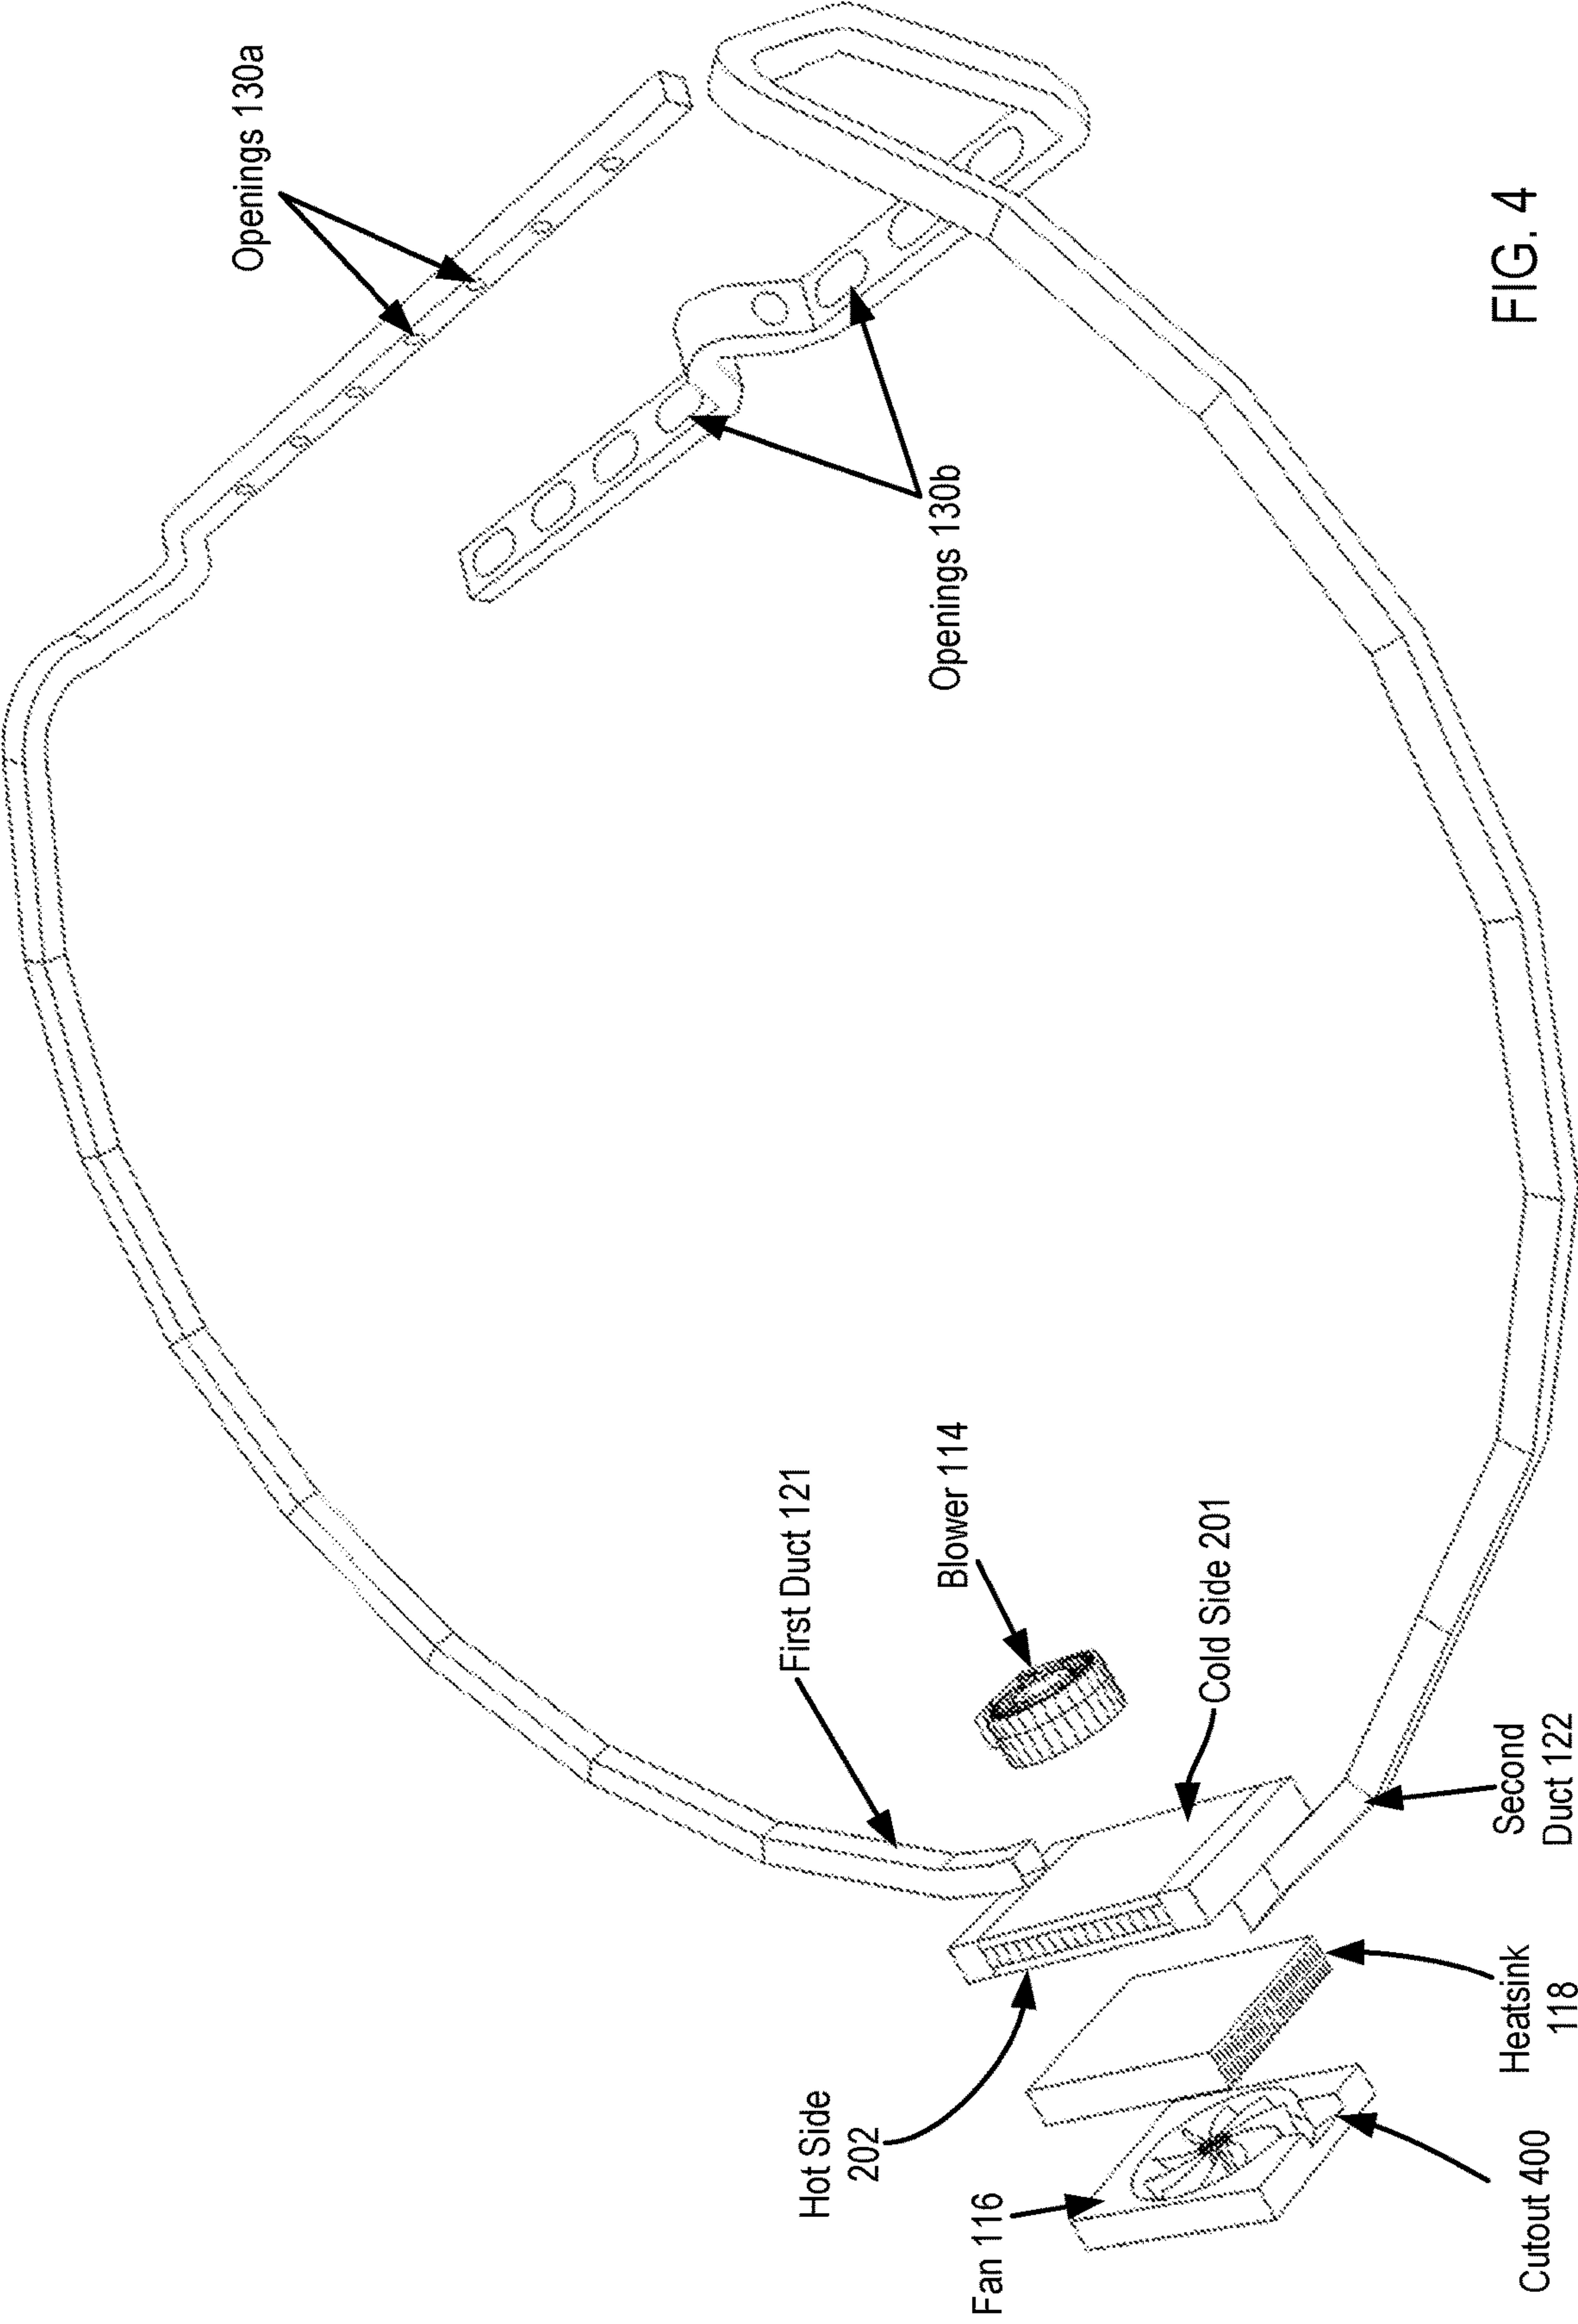 Openings 130a
Openings 130b
First Duct 121
Blower 114
Cold Side 201
Second
Duct 122
Hot Side
202
Heatsink
118
Fan 116
Cutout 400
FIG. 4